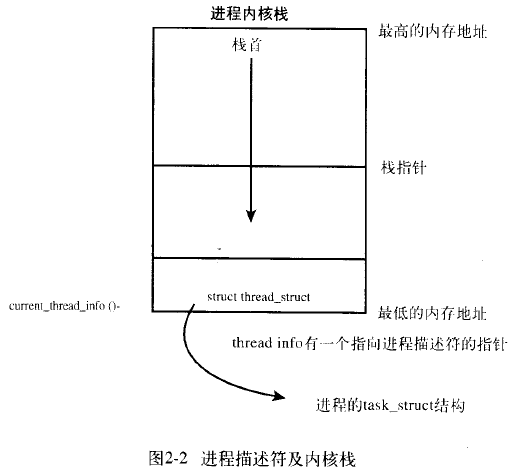 进程内核栈
最高的内存地址
栈首
栈指针
struct thread_struct
current_thread_info ()-
最低的内存地址
thread info有一个指向进程描述符的指针
进程的task_struct结构
图2-2 进程描述符及内核栈